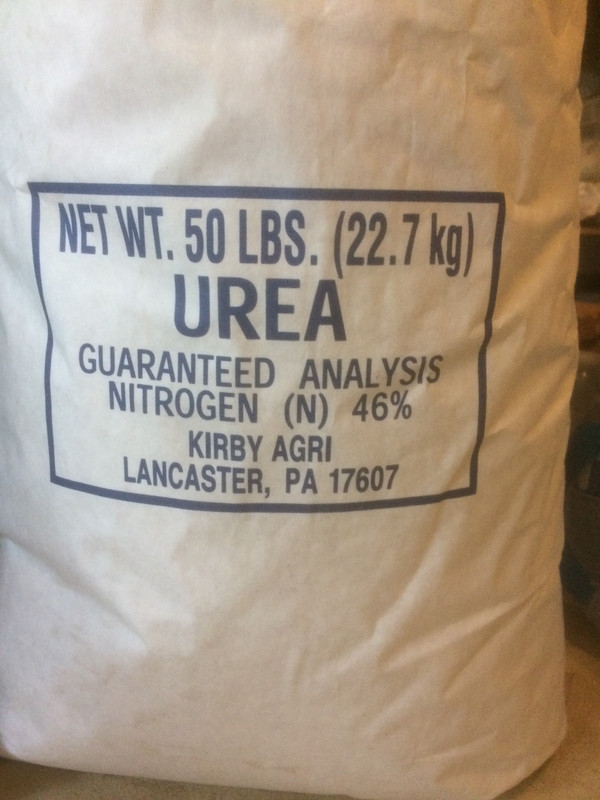 NET WT. 50 LBS. (22.7 kg)
UREA
GUARANTEED ANALYSIS
NITROGEN (N) 46%
KIRBY AGRI
LANCASTER, PA 17607